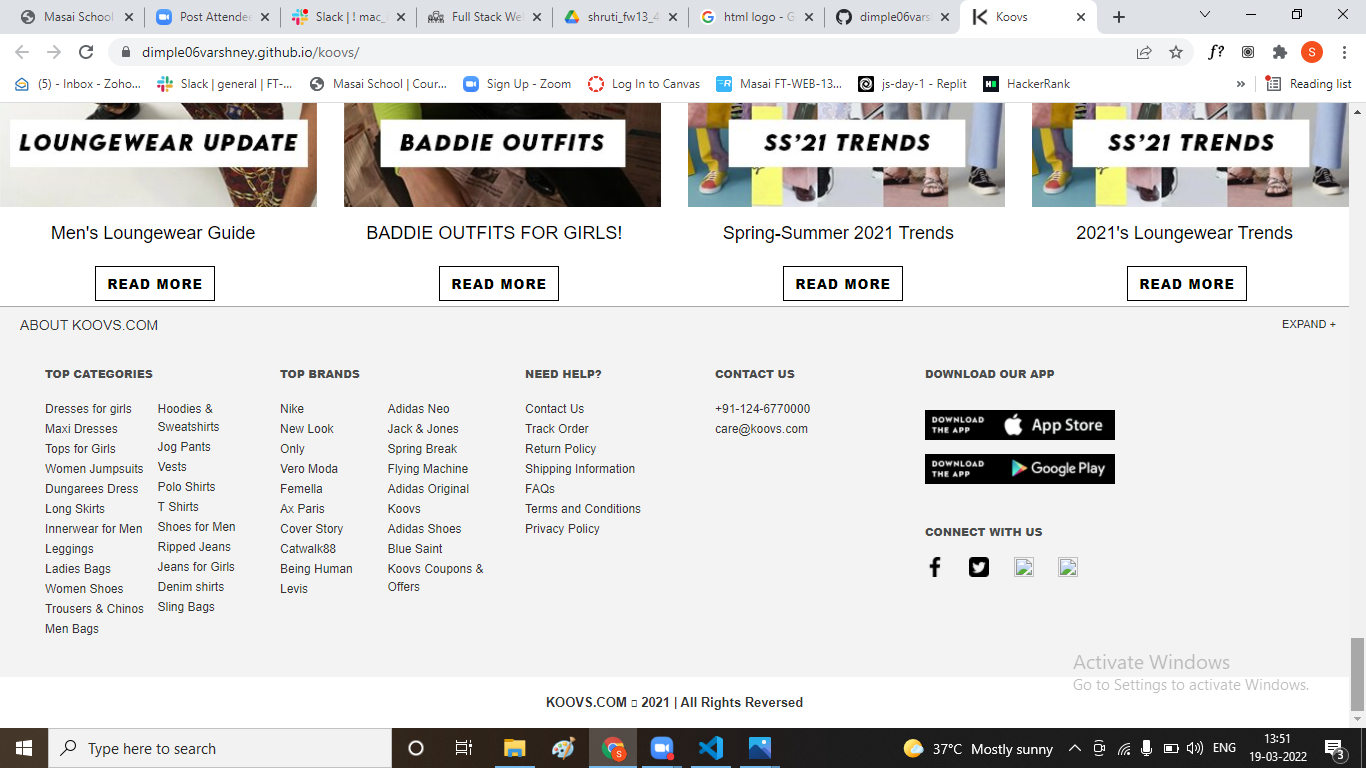 Masai School
Post Attende
Slack | ! mac_
Full Stack We
shruti_fw13_4
html logo - G
dimple06vars
Koovs
dimple06varshney.github.io/koovs/
f?
S
(5) - Inbox - Zoho...
Slack | general | FT-...
Masai School | Cour...
Sign Up - Zoom
Log In to Canvas
Masai FT-WEB-13...
js-day-1 - Replit
HackerRank
»
Reading list
LOUNGEWEAR UPDATE
BADDIE OUTFITS
SS'21 TRENDS
SS'21 TRENDS
Men's Loungewear Guide
BADDIE OUTFITS FOR GIRLS!
Spring-Summer 2021 Trends
2021's Loungewear Trends
READ MORE
READ MORE
READ MORE
READ MORE
ABOUT KOOVS.COM
EXPAND +
TOP CATEGORIES
Dresses for girls
Maxi Dresses
Tops for Girls
Women Jumpsuits
Dungarees Dress
Long Skirts
Innerwear for Men
Leggings
Ladies Bags
Women Shoes
Trousers & Chinos
Men Bags
Hoodies &
Sweatshirts
Jog Pants
Vests
Polo Shirts
T Shirts
Shoes for Men
Ripped Jeans
Jeans for Girls
Denim shirts
Sling Bags
TOP BRANDS
Nike
New Look
Only
Vero Moda
Femella
Ax Paris
Cover Story
Catwalk88
Being Human
Levis
Adidas Neo
Jack & Jones
Spring Break
Flying Machine
Adidas Original
Koovs
Adidas Shoes
Blue Saint
Koovs Coupons &
Offers
NEED HELP?
Contact Us
Track Order
Return Policy
Shipping Information
FAQs
Terms and Conditions
Privacy Policy
CONTACT US
+91-124-6770000
care@koovs.com
DOWNLOAD OUR APP
DOWNLOAD
THE APP
App Store
DOWNLOAD
THE APP
Google Play
CONNECT WITH US
Activate Windows
Go to Settings to activate Windows.
KOOVS.COM 2021 | All Rights Reversed
Type here to search
S
37°C Mostly sunny
ENG
13:51
19-03-2022
3